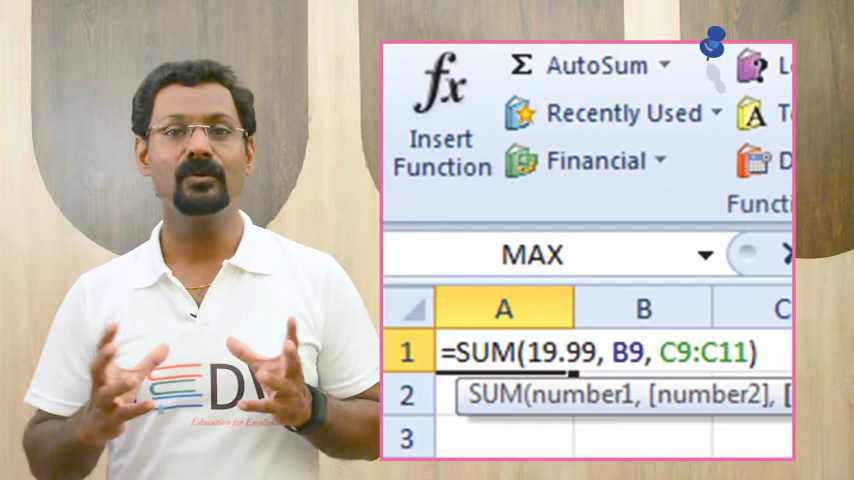 EDI
Education for Excellence
fx
Insert
Function
Σ AutoSum
Recently Used
Financial
A
MAX
A B C
1 =SUM(19.99, B9, C9:C11)
2 SUM(number1, [number2], [
3